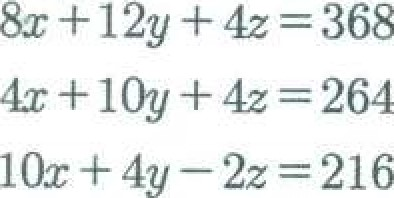 8x + 12y + 4z = 368
4x + 10y + 4z = 264
10x + 4y − 2z = 216